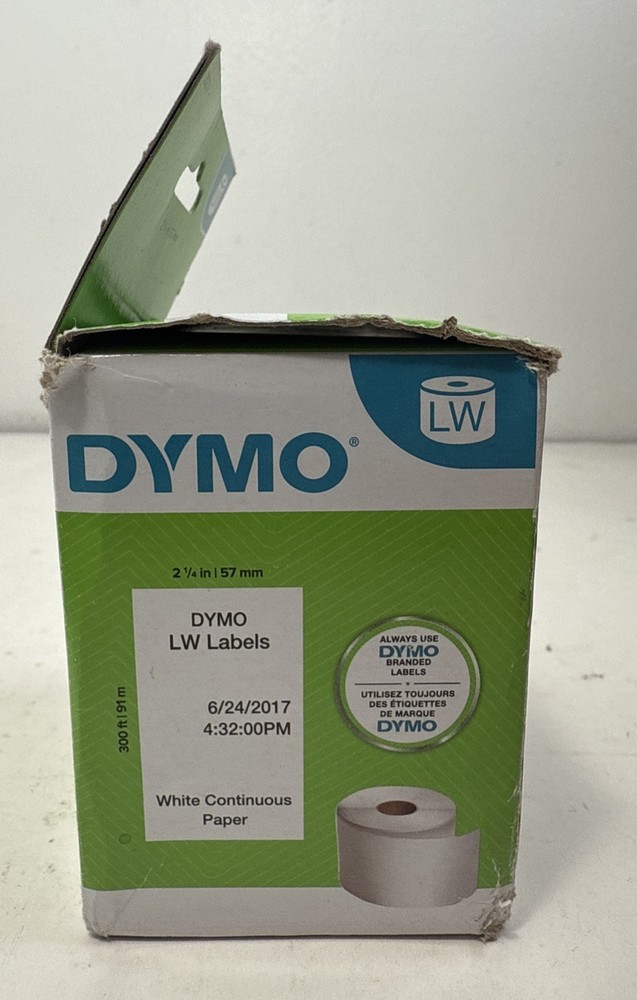 LW
DYMO®
2 ¼ in | 57 mm
DYMO
LW Labels
6/24/2017
4:32:00PM
White Continuous
Paper
300 ft | 91 m
ALWAYS USE
DYMO
BRANDED
LABELS
UTILISEZ TOUJOURS
DES ÉTIQUETTES
DE MARQUE
DYMO